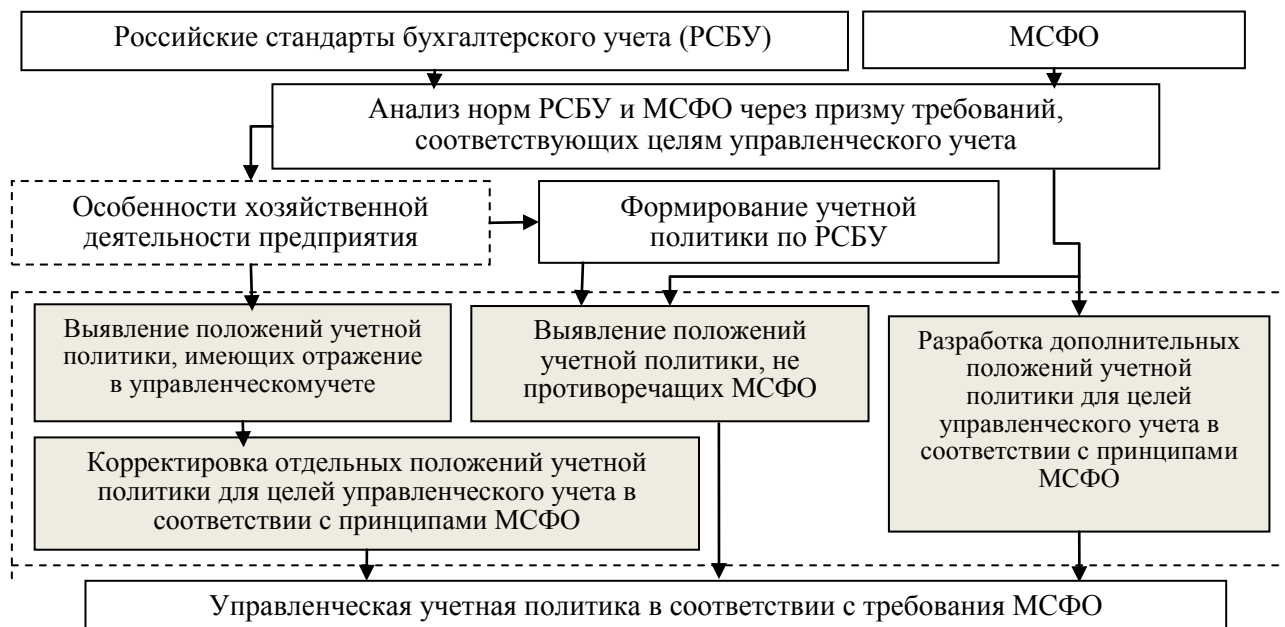 Российские стандарты бухгалтерского учета (РСБУ)
МСФО
Анализ норм РСБУ и МСФО через призму требований,
соответствующих целям управленческого учета
Особенности хозяйственной
деятельности предприятия
Формирование учетной
политики по РСБУ
Выявление положений учетной
политики, имеющих отражение
в управленческомучете
Выявление положений
учетной политики, не
противоречащих МСФО
Разработка дополнительных
положений учетной
политики для целей
управленческого учета в
соответствии с принципами
МСФО
Корректировка отдельных положений учетной
политики для целей управленческого учета в
соответствии с принципами МСФО
Управленческая учетная политика в соответствии с требования МСФО